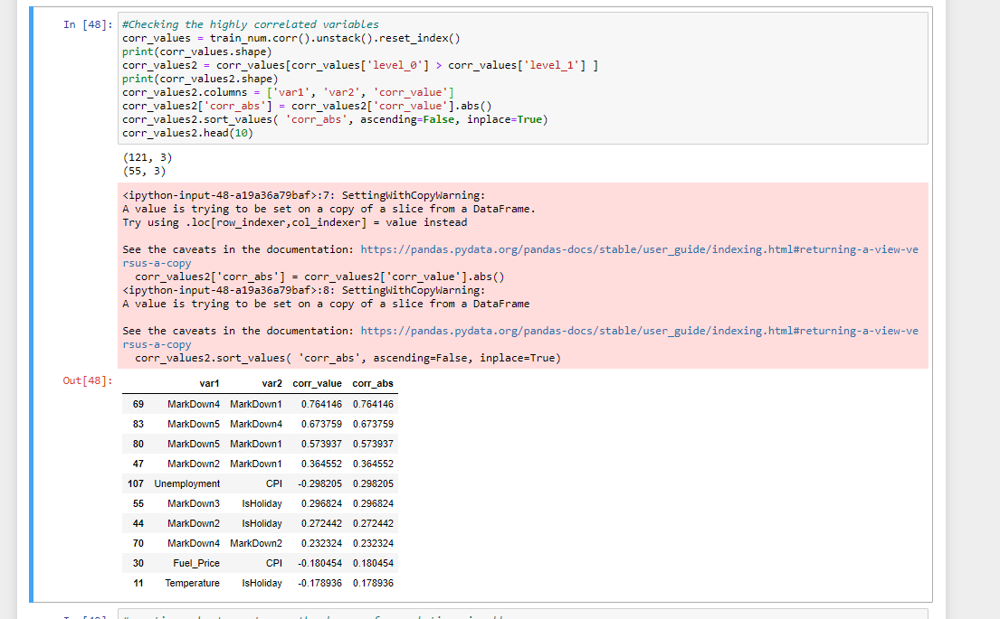 In [48]: #Checking the highly correlated variables
corr_values = train_num.corr().unstack().reset_index()
print(corr_values.shape)
corr_values2 = corr_values[corr_values['level_0'] > corr_values['level_1'] ]
print(corr_values2.shape)
corr_values2.columns = ['var1', 'var2', 'corr_value']
corr_values2['corr_abs'] = corr_values2['corr_value'].abs()
corr_values2.sort_values( 'corr_abs', ascending=False, inplace=True)
corr_values2.head(10)
(121, 3)
(55, 3)
<ipython-input-48-a19a36a79baf>:7: SettingWithCopyWarning:
A value is trying to be set on a copy of a slice from a DataFrame.
Try using .loc[row_indexer,col_indexer] = value instead
See the caveats in the documentation: https://pandas.pydata.org/pandas-docs/stable/user_guide/indexing.html#returning-a-view-ve
rsus-a-copy
corr_values2['corr_abs'] = corr_values2['corr_value'].abs()
<ipython-input-48-a19a36a79baf>:8: SettingWithCopyWarning:
A value is trying to be set on a copy of a slice from a DataFrame
See the caveats in the documentation: https://pandas.pydata.org/pandas-docs/stable/user_guide/indexing.html#returning-a-view-ve
rsus-a-copy
corr_values2.sort_values( 'corr_abs', ascending=False, inplace=True)
Out[48]:
var1 var2 corr_value corr_abs
69 MarkDown4 MarkDown1 0.764146 0.764146
83 MarkDown5 MarkDown4 0.673759 0.673759
80 MarkDown5 MarkDown1 0.573937 0.573937
47 MarkDown2 MarkDown1 0.364552 0.364552
107 Unemployment CPI -0.298205 0.298205
55 MarkDown3 IsHoliday 0.296824 0.296824
44 MarkDown2 IsHoliday 0.272442 0.272442
70 MarkDown4 MarkDown2 0.232324 0.232324
30 Fuel_Price CPI -0.180454 0.180454
11 Temperature IsHoliday -0.178936 0.178936